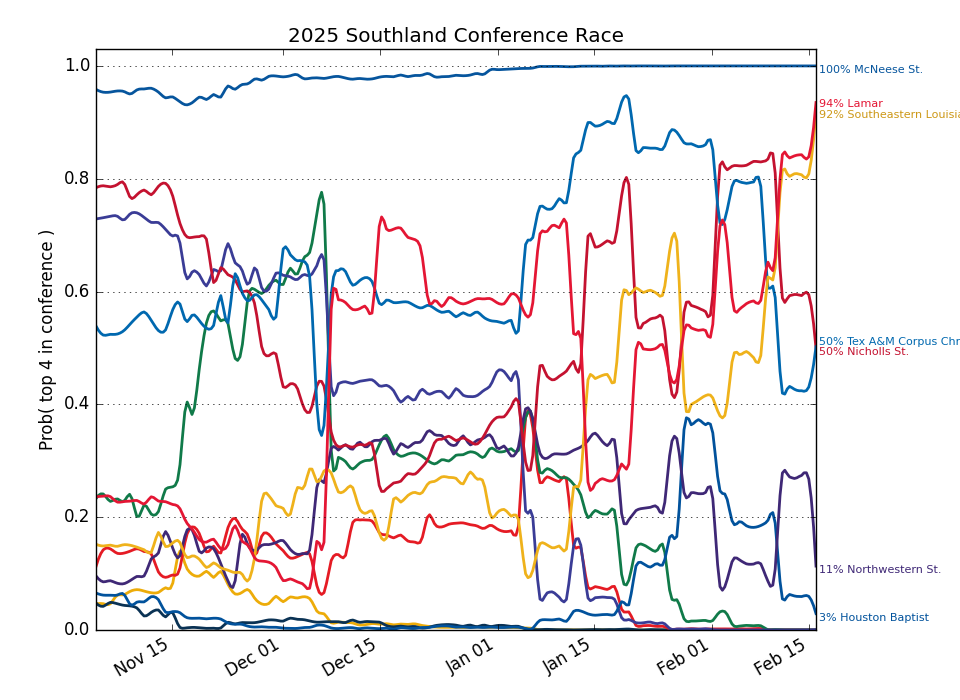 2025 Southland Conference Race
Prob( top 4 in conference )
1.0
0.8
0.6
0.4
0.2
0.0
100% McNeese St.
94% Lamar
92% Southeastern Louisia
50% Tex A&M Corpus Chr
50% Nicholls St.
11% Northwestern St.
3% Houston Baptist
Nov 15
Dec 01
Dec 15
Jan 01
Jan 15
Feb 01
Feb 15